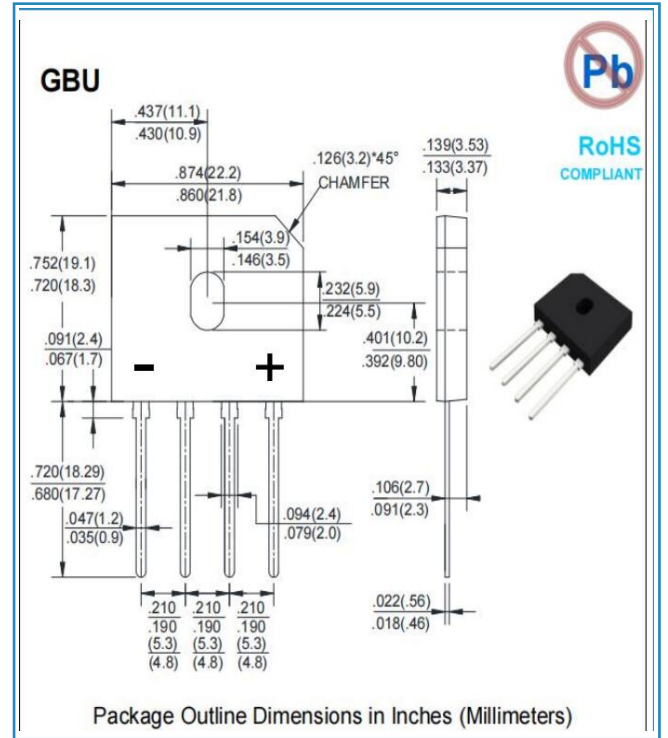 GBU
Pb
RoHS
COMPLIANT
.437(11.1)
.430(10.9)
.874(22.2)
.860(21.8)
.126(3.2)*45°
CHAMFER
.139(3.53)
.133(3.37)
.154(3.9)
.146(3.5)
.752(19.1)
.720(18.3)
.232(5.9)
.224(5.5)
.091(2.4)
.067(1.7)
.401(10.2)
.392(9.80)
- +
.720(18.29)
.680(17.27)
.047(1.2)
.035(0.9)
.094(2.4)
.079(2.0)
.106(2.7)
.091(2.3)
.210 .210 .210
.190 .190 .190
(5.3) (5.3) (5.3)
(4.8) (4.8) (4.8)
.022(.56)
.018(.46)
Package Outline Dimensions in Inches (Millimeters)